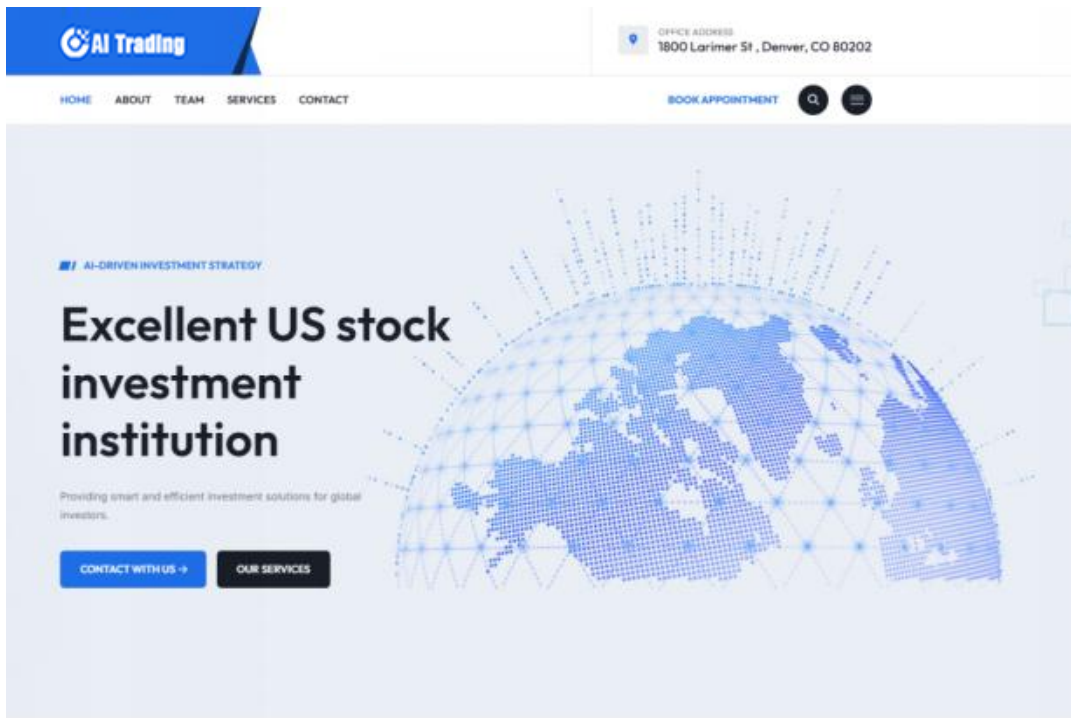 AI Trading
OFFICE ADDRESS
1800 Larimer St , Denver, CO 80202
HOME ABOUT TEAM SERVICES CONTACT
BOOK APPOINTMENT
AI-DRIVEN INVESTMENT STRATEGY
Excellent US stock
investment
institution
Providing smart and efficient investment solutions for global
investors.
CONTACT WITH US →
OUR SERVICES